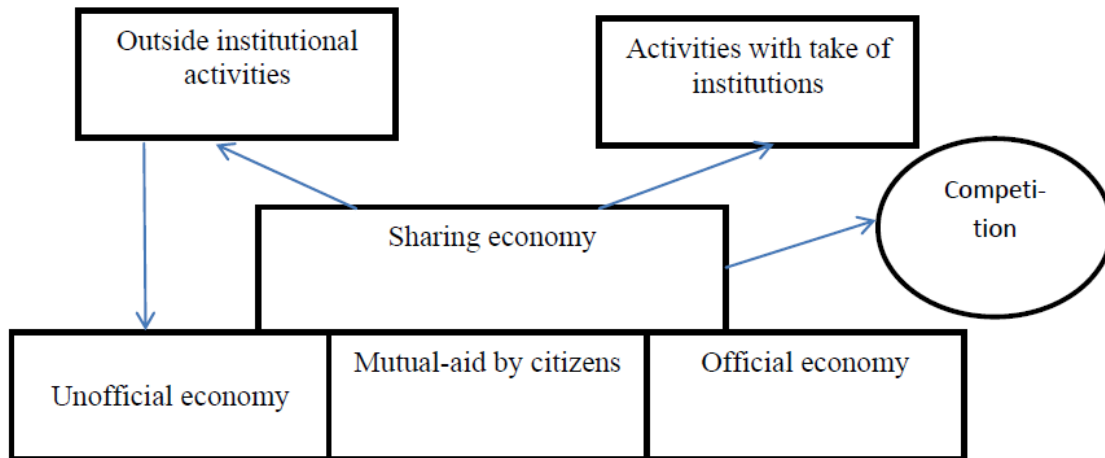 Outside institutional
activities
Activities with take of
institutions
Competi-
tion
Sharing economy
Unofficial economy
Mutual-aid by citizens
Official economy